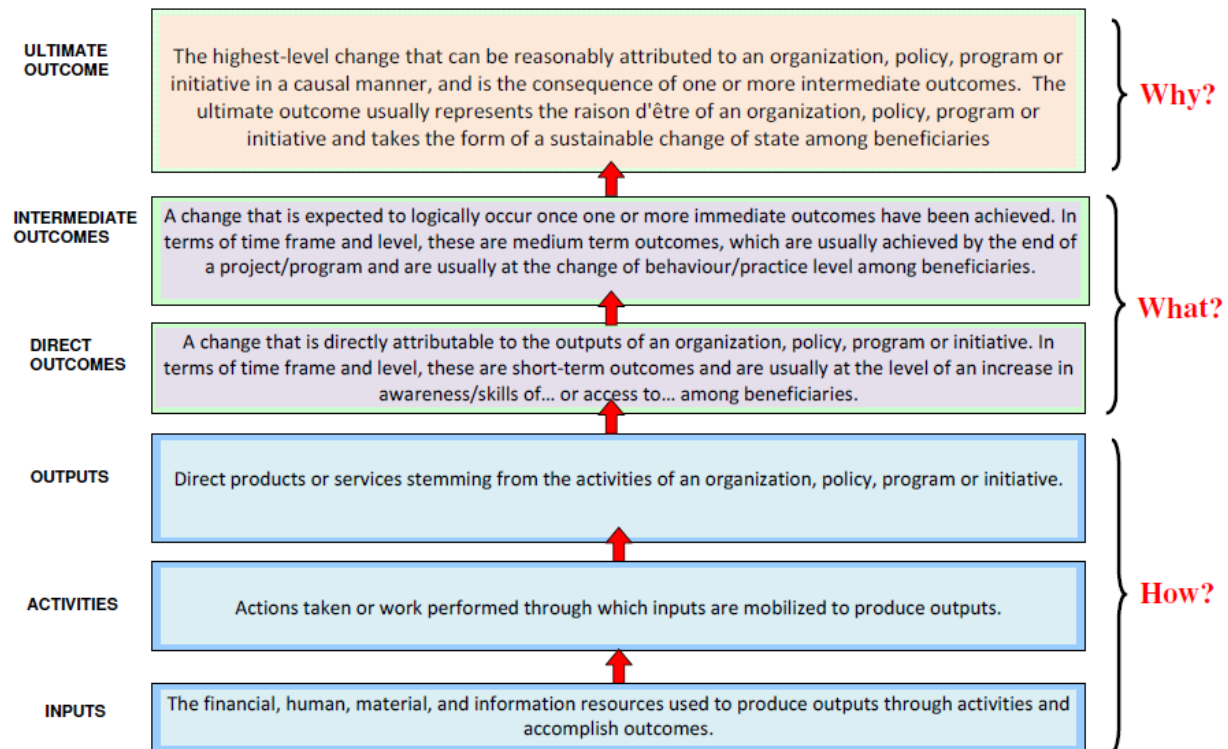 ULTIMATE
OUTCOME
The highest-level change that can be reasonably attributed to an organization, policy, program or
initiative in a causal manner, and is the consequence of one or more intermediate outcomes. The
ultimate outcome usually represents the raison d'être of an organization, policy, program or
initiative and takes the form of a sustainable change of state among beneficiaries
Why?
INTERMEDIATE
OUTCOMES
A change that is expected to logically occur once one or more immediate outcomes have been achieved. In
terms of time frame and level, these are medium term outcomes, which are usually achieved by the end of
a project/program and are usually at the change of behaviour/practice level among beneficiaries.
What?
DIRECT
OUTCOMES
A change that is directly attributable to the outputs of an organization, policy, program or initiative. In
terms of time frame and level, these are short-term outcomes and are usually at the level of an increase in
awareness/skills of... or access to... among beneficiaries.
OUTPUTS
Direct products or services stemming from the activities of an organization, policy, program or initiative.
ACTIVITIES
Actions taken or work performed through which inputs are mobilized to produce outputs.
How?
INPUTS
The financial, human, material, and information resources used to produce outputs through activities and
accomplish outcomes.